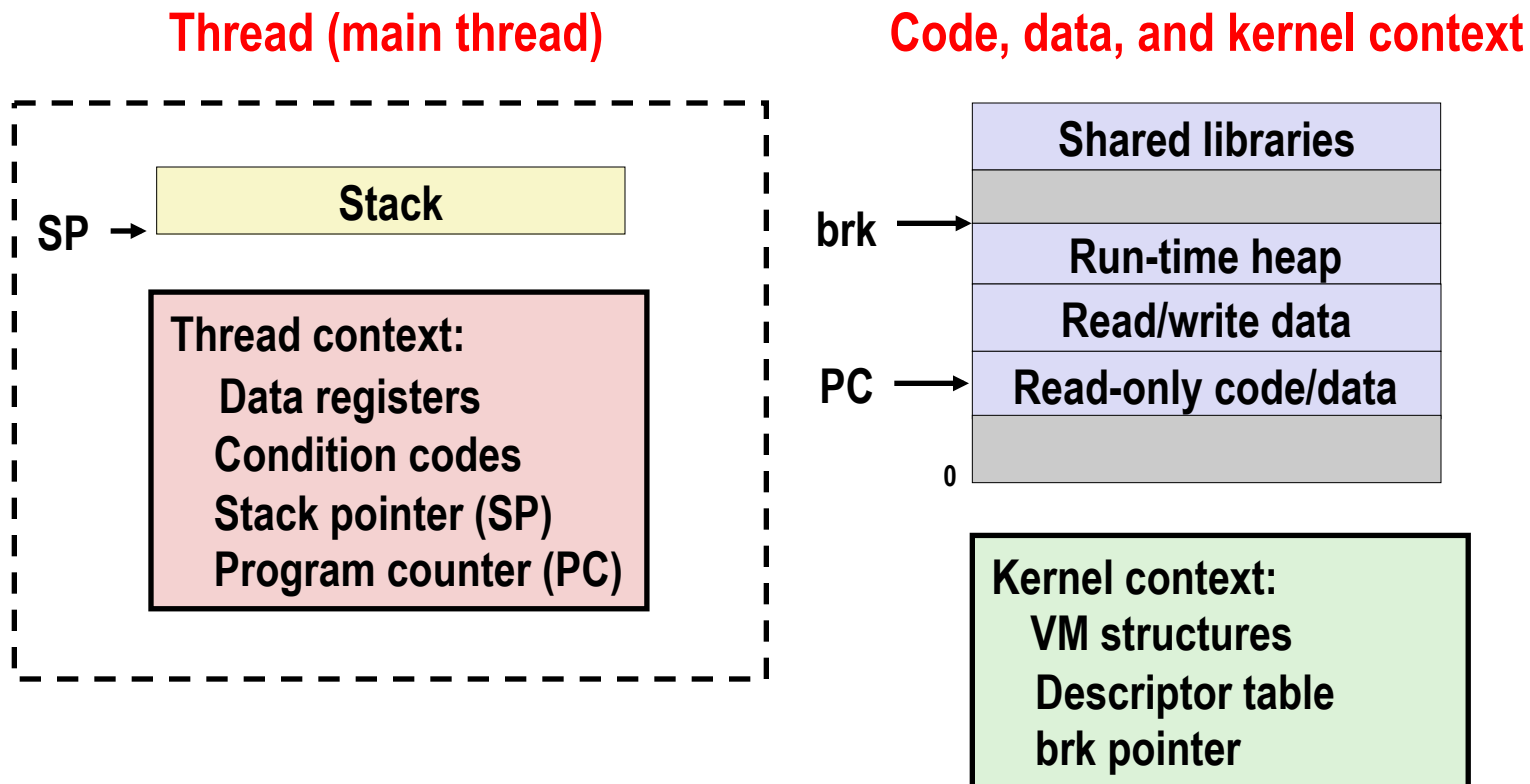 Thread (main thread)
Stack
SP
Thread context:
Data registers
Condition codes
Stack pointer (SP)
Program counter (PC)
Code, data, and kernel context
Shared libraries
brk
Run-time heap
Read/write data
PC
Read-only code/data
0
Kernel context:
VM structures
Descriptor table
brk pointer